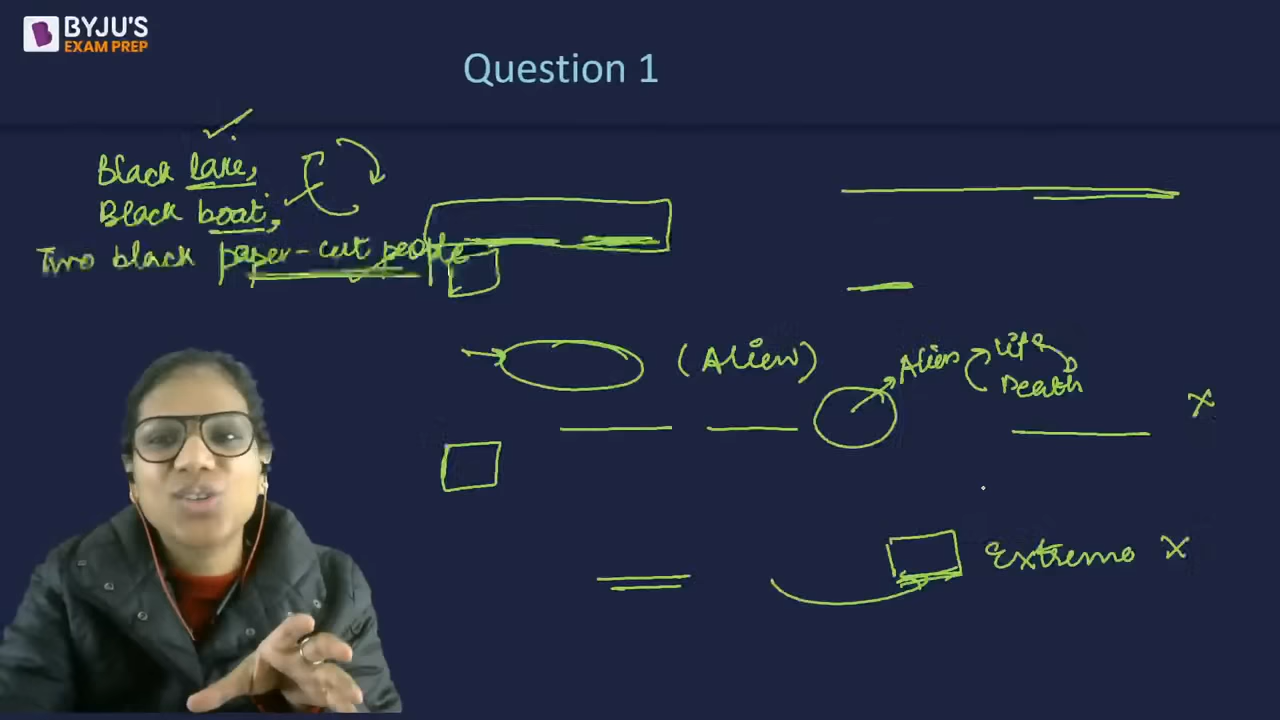 BYJU'S
EXAM PREP
Question 1
Black lake,
Black boat,
Two black paper-cut people
(Alien)
Alien
Life
Death
Extreme